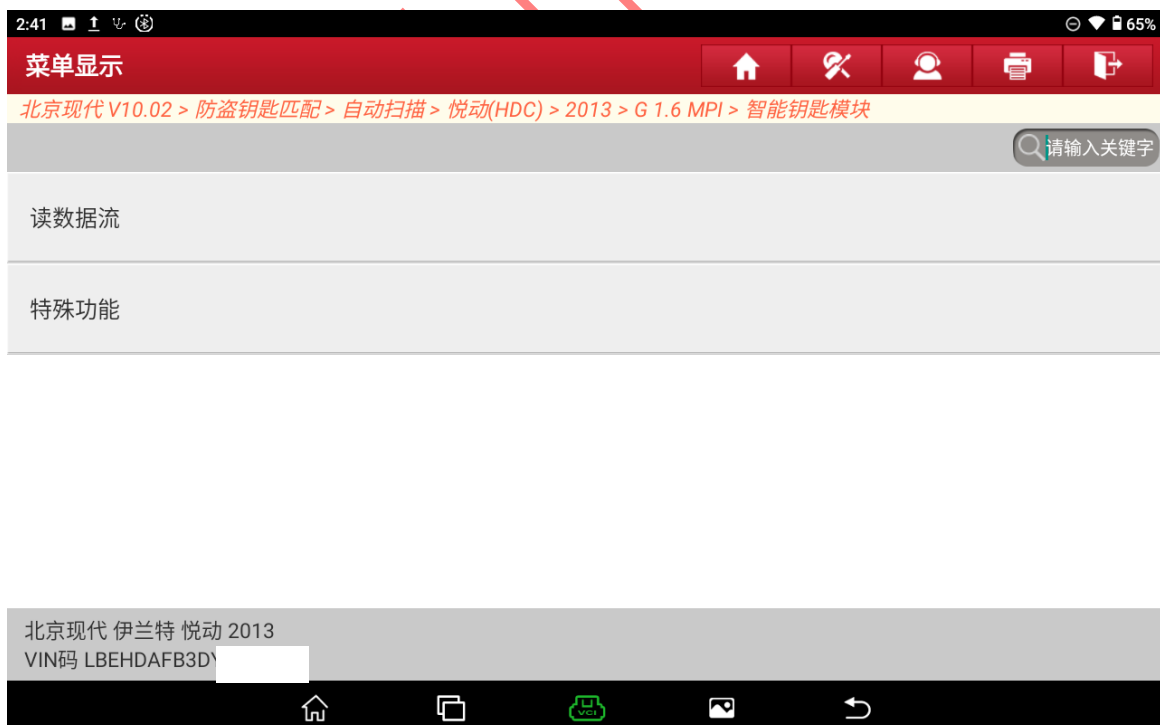 2:41 65%
菜单显示
北京现代 V10.02 > 防盗钥匙匹配 > 自动扫描 > 悦动(HDC) > 2013 > G 1.6 MPI > 智能钥匙模块
请输入关键字
读数据流
特殊功能
北京现代 伊兰特 悦动 2013
VIN码 LBEHDAFB3D
VCI